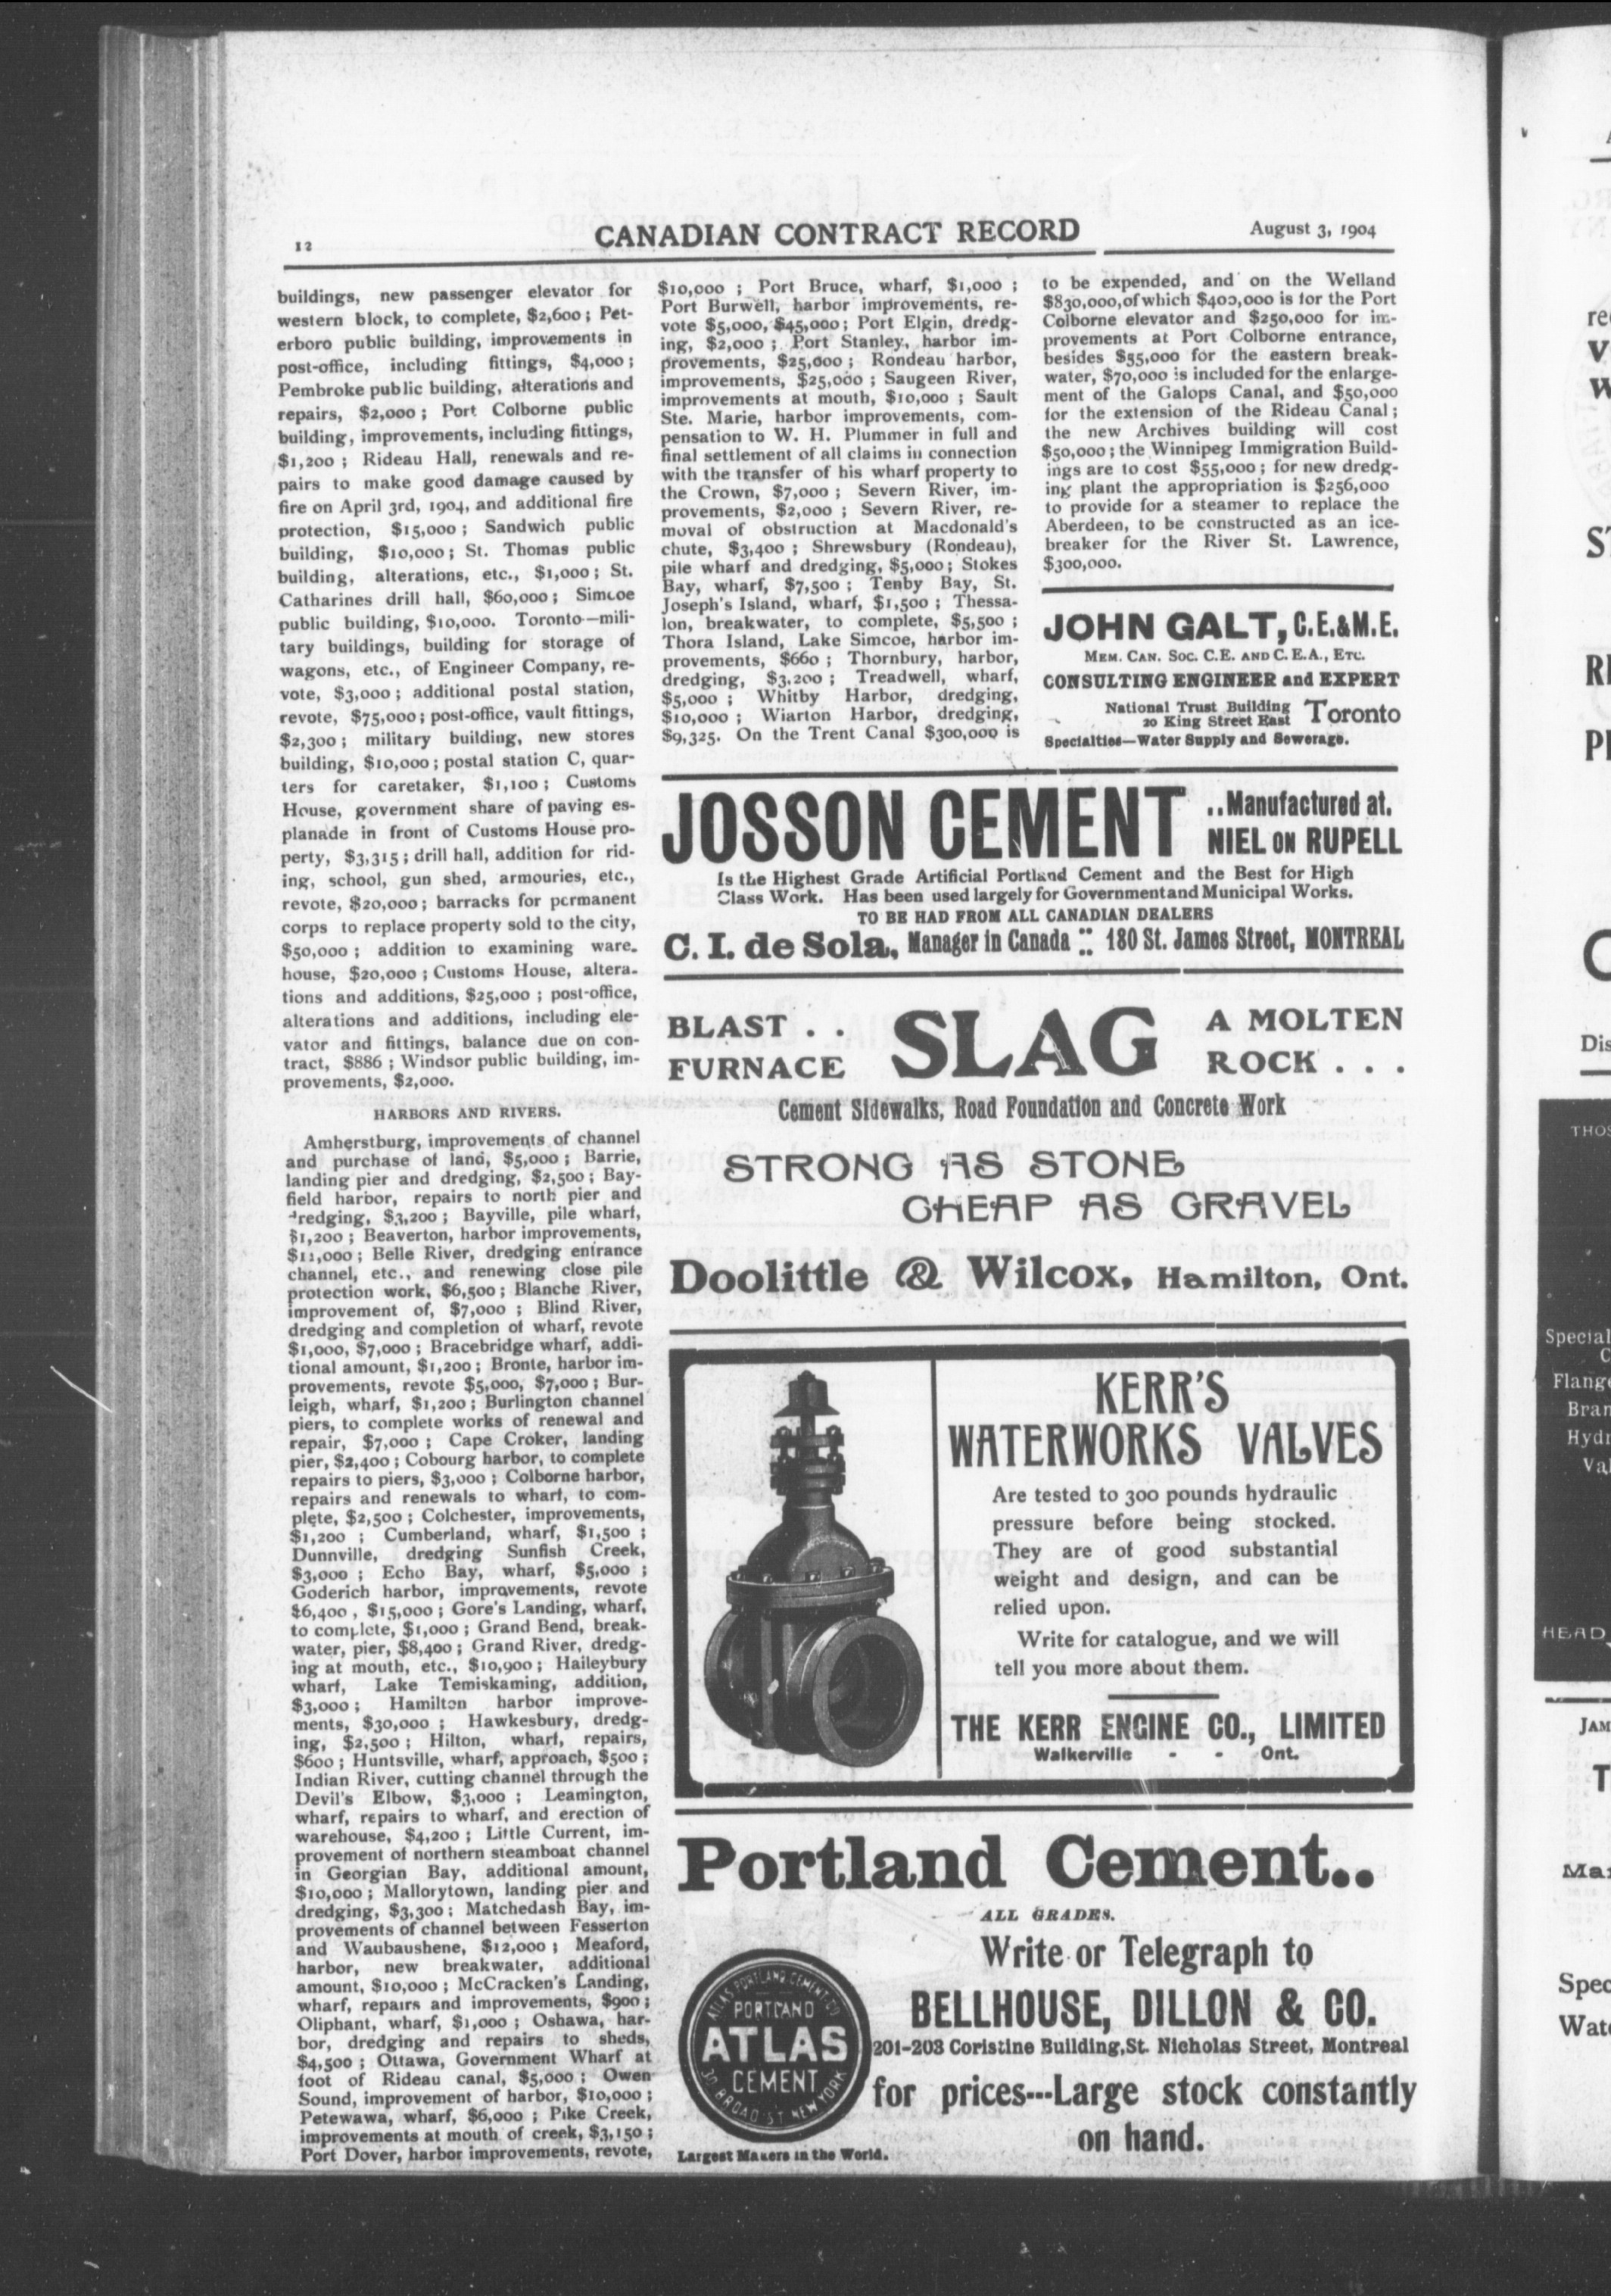 12
CANADIAN CONTRACT RECORD
August 3, 1904
buildings, new passenger elevator for
western block, to complete, $2,600; Pet-
erboro public building, improvements in
post-office, including fittings, $4,000;
Pembroke public building, alterations and
repairs, $2,000; Port Colborne public
building, improvements, including fittings,
$1,200; Rideau Hall, renewals and re-
pairs to make good damage caused by
fire on April 3rd, 1904, and additional fire
protection, $15,000; Sandwich public
building, $10,000; St. Thomas public
building, alterations, etc., $1,000; St.
Catharines drill hall, $60,000; Simcoe
public building, $10,000. Toronto—mili-
tary buildings, building for storage of
wagons, etc., of Engineer Company, re-
vote, $3,000; additional postal station,
revote, $75,000; post-office, vault fittings,
$2,300; military building, new stores
building, $10,000; postal station C, quar-
ters for caretaker, $1,100; Customs
House, government share of paving es-
planade in front of Customs House pro-
perty, $3,315; drill hall, addition for rid-
ing, school, gun shed, armouries, etc.,
revote, $20,000; barracks for permanent
corps to replace property sold to the city,
$50,000; addition to examining ware-
house, $20,000; Customs House, altera-
tions and additions, $25,000; post-office,
alterations and additions, including ele-
vator and fittings, balance due on con-
tract, $886; Windsor public building, im-
provements, $2,000.
HARBORS AND RIVERS.
Amherstburg, improvements of channel
and purchase of land, $5,000; Barrie,
landing pier and dredging, $2,500; Bay-
field harbor, repairs to north pier and
dredging, $3,200; Bayville, pile wharf,
$1,200; Beaverton, harbor improvements,
$11,000; Belle River, dredging entrance
channel, etc., and renewing close pile
protection work, $6,500; Blanche River,
improvement of, $7,000; Blind River,
dredging and completion of wharf, revote
$1,000, $7,000; Bracebridge wharf, addi-
tional amount, $1,200; Bronte, harbor im-
provements, revote $5,000, $7,000; Bur-
leigh, wharf, $1,200; Burlington channel
piers, to complete works of renewal and
repair, $7,000; Cape Croker, landing
pier, $2,400; Cobourg harbor, to complete
repairs to piers, $3,000; Colborne harbor,
repairs and renewals to wharf, to com-
plete, $2,500; Colchester, improvements,
$1,200; Cumberland, wharf, $1,500;
Dunnville, dredging Sunfish Creek,
$3,000; Echo Bay, wharf, $5,000;
Goderich harbor, improvements, revote
$6,400, $15,000; Gore's Landing, wharf,
to complete, $1,000; Grand Bend, break-
water, pier, $8,400; Grand River, dredg-
ing at mouth, etc., $10,900; Haileybury
wharf, Lake Temiskaming, addition,
$3,000; Hamilton harbor improve-
ments, $30,000; Hawkesbury, dredg-
ing, $2,500; Hilton, wharf, repairs,
$600; Huntsville, wharf, approach, $500;
Indian River, cutting channel through the
Devil's Elbow, $3,000; Leamington,
wharf, repairs to wharf, and erection of
warehouse, $4,200; Little Current, im-
provement of northern steamboat channel
in Georgian Bay, additional amount,
$10,000; Mallorytown, landing pier and
dredging, $3,300; Matchedash Bay, im-
provements of channel between Fesserton
and Waubaushene, $12,000; Meaford,
harbor, new breakwater, additional
amount, $10,000; McCracken's Landing,
wharf, repairs and improvements, $900;
Oliphant, wharf, $1,000; Oshawa, har-
bor, dredging and repairs to sheds,
$4,500; Ottawa, Government Wharf at
foot of Rideau canal, $5,000; Owen
Sound, improvement of harbor, $10,000;
Petewawa, wharf, $6,000; Pike Creek,
improvements at mouth of creek, $3,150;
Port Dover, harbor improvements, revote,
$10,000; Port Bruce, wharf, $1,000;
Port Burwell, harbor improvements, re-
vote $5,000, $45,000; Port Elgin, dredg-
ing, $2,000; Port Stanley, harbor im-
provements, $25,000; Rondeau harbor,
improvements, $25,000; Saugeen River,
improvements at mouth, $10,000; Sault
Ste. Marie, harbor improvements, com-
pensation to W. H. Plummer in full and
final settlement of all claims in connection
with the transfer of his wharf property to
the Crown, $7,000; Severn River, im-
provements, $2,000; Severn River, re-
moval of obstruction at Macdonald's
chute, $3,400; Shrewsbury (Rondeau),
pile wharf and dredging, $5,000; Stokes
Bay, wharf, $7,500; Tenby Bay, St.
Joseph's Island, wharf, $1,500; Thessa-
lon, breakwater, to complete, $5,500;
Thora Island, Lake Simcoe, harbor im-
provements, $660; Thornbury, harbor,
dredging, $3,200; Treadwell, wharf,
$5,000; Whitby Harbor, dredging,
$10,000; Wiarton Harbor, dredging,
$9,325. On the Trent Canal $300,000 is
to be expended, and on the Welland
$830,000, of which $400,000 is for the Port
Colborne elevator and $250,000 for im-
provements at Port Colborne entrance,
besides $55,000 for the eastern break-
water, $70,000 is included for the enlarge-
ment of the Galops Canal, and $50,000
for the extension of the Rideau Canal;
the new Archives building will cost
$50,000; the Winnipeg Immigration Build-
ings are to cost $55,000; for new dredg-
ing plant the appropriation is $256,000
to provide for a steamer to replace the
Aberdeen, to be constructed as an ice-
breaker for the River St. Lawrence,
$300,000.
JOHN GALT, C.E.&M.E.
MEM. CAN. SOC. C.E. AND C.E.A., ETC.
CONSULTING ENGINEER and EXPERT
National Trust Building
20 King Street East Toronto
Specialties—Water Supply and Sewerage.
JOSSON CEMENT
..Manufactured at.
NIEL ON RUPELL
Is the Highest Grade Artificial Portland Cement and the Best for High
Class Work. Has been used largely for Government and Municipal Works.
TO BE HAD FROM ALL CANADIAN DEALERS
C. I. de Sola, Manager in Canada :: 180 St. James Street, MONTREAL
BLAST . .
FURNACE
SLAG
A MOLTEN
ROCK . . .
Cement Sidewalks, Road Foundation and Concrete Work
STRONG AS STONE
CHEAP AS GRAVEL
Doolittle & Wilcox, Hamilton, Ont.
KERR'S
WATERWORKS VALVES
Are tested to 300 pounds hydraulic
pressure before being stocked.
They are of good substantial
weight and design, and can be
relied upon.
Write for catalogue, and we will
tell you more about them.
THE KERR ENGINE CO., LIMITED
Walkerville - - Ont.
Portland Cement..
ALL GRADES.
Write or Telegraph to
BELLHOUSE, DILLON & CO.
201-203 Coristine Building, St. Nicholas Street, Montreal
for prices---Large stock constantly
on hand.
ATLAS PORTLAND CEMENT CO
PORTLAND
ATLAS
CEMENT
30 BROAD ST NEW YORK
Largest Makers in the World.
THOS
Special
Flange
Bran
Hydr
Val
HEAD
JAM
Spec
Wat